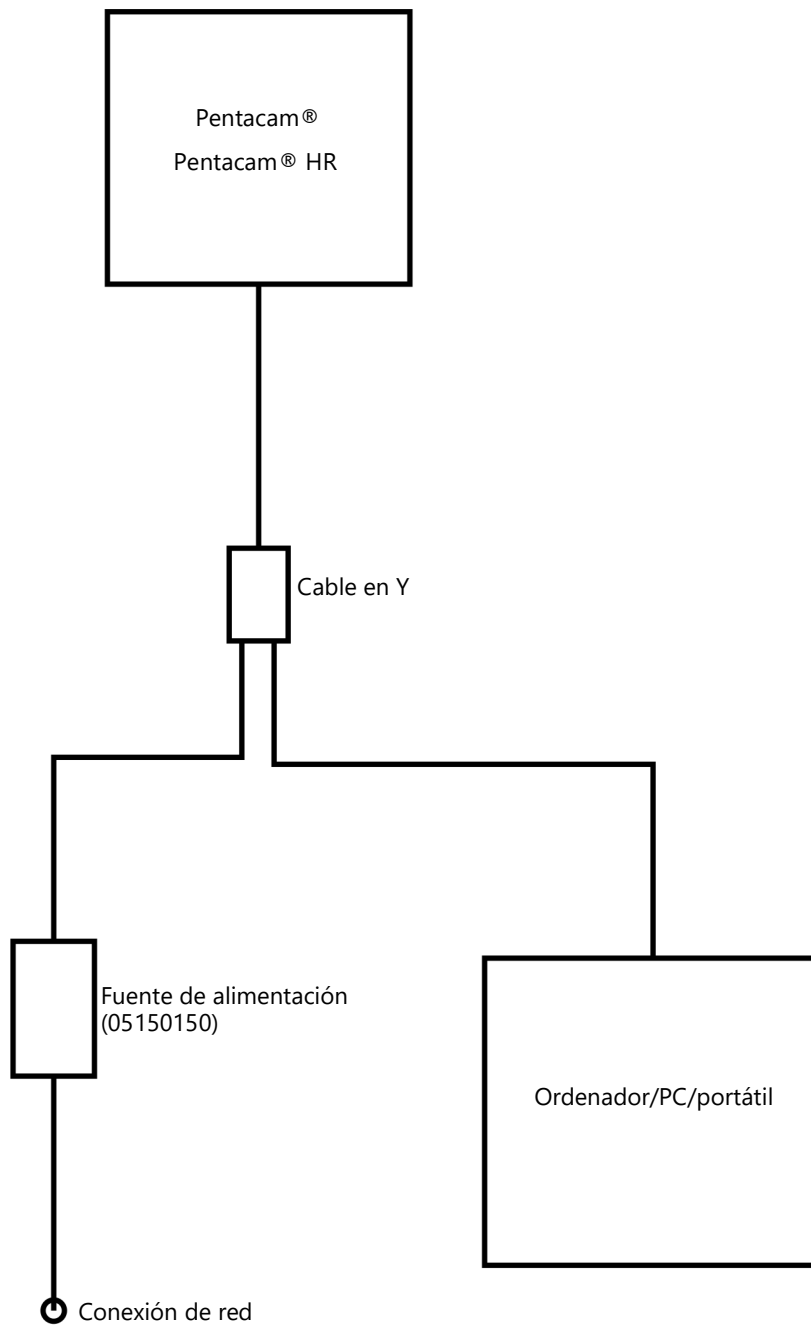 Pentacam®
Pentacam® HR
Cable en Y
Fuente de alimentación
(05150150)
Ordenador/PC/portátil
Conexión de red